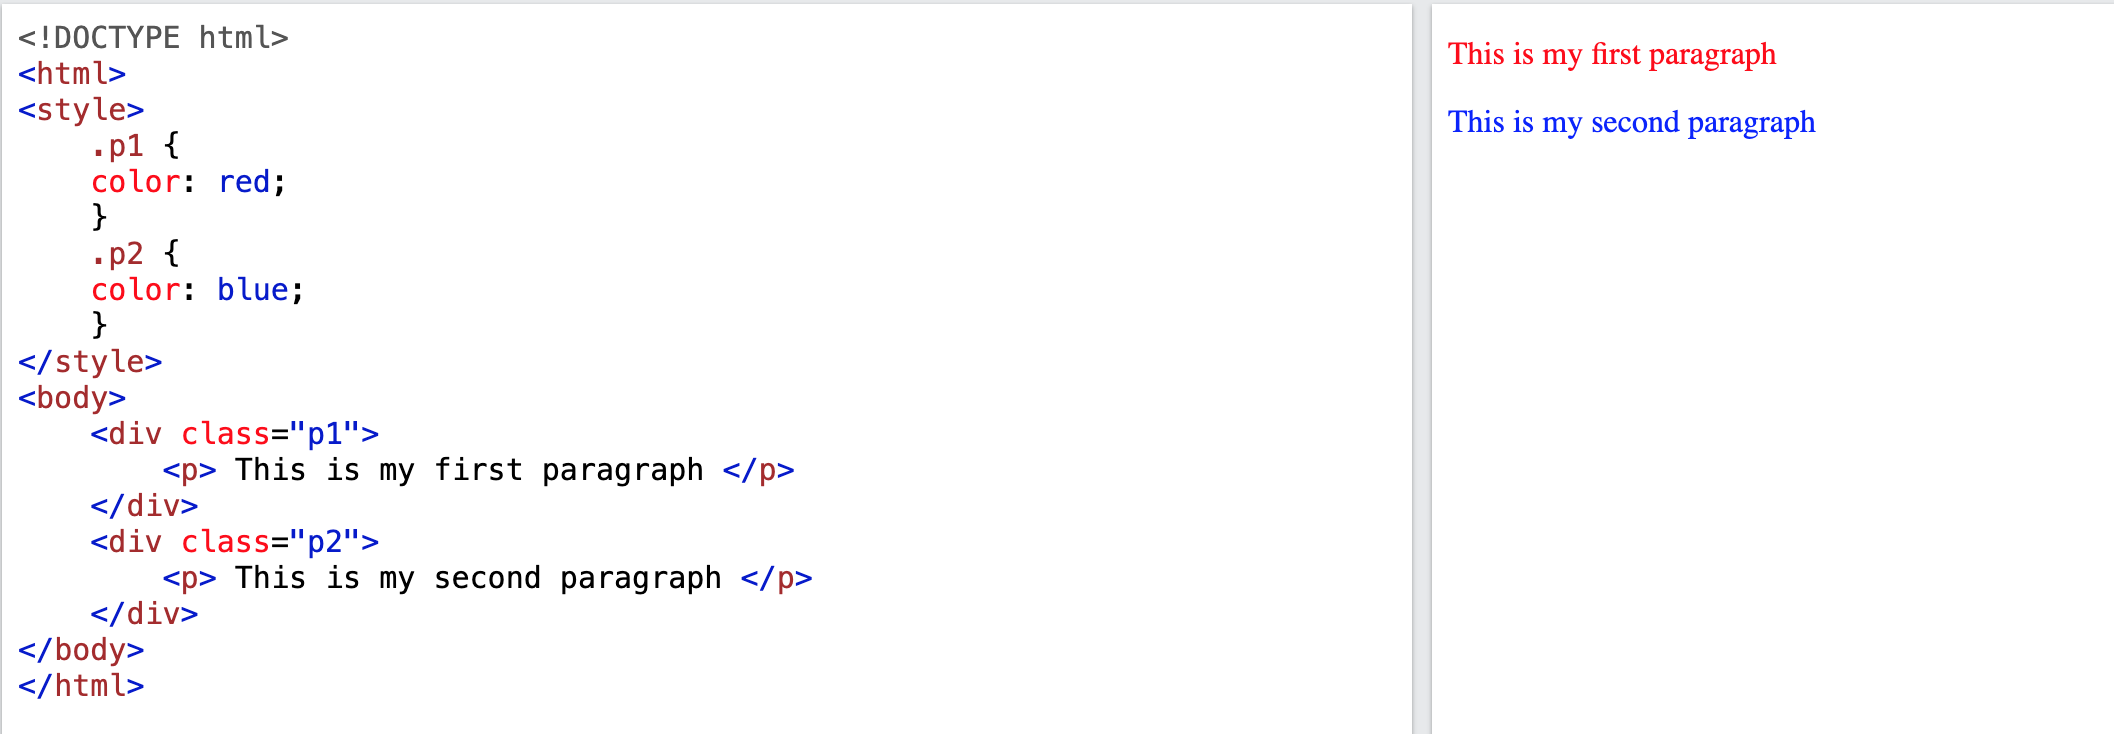 <!DOCTYPE html>
<html>
<style>
    .p1 {
    color: red;
    }
    .p2 {
    color: blue;
    }
</style>
<body>
    <div class="p1">
        <p> This is my first paragraph </p>
    </div>
    <div class="p2">
        <p> This is my second paragraph </p>
    </div>
</body>
</html>
This is my first paragraph
This is my second paragraph